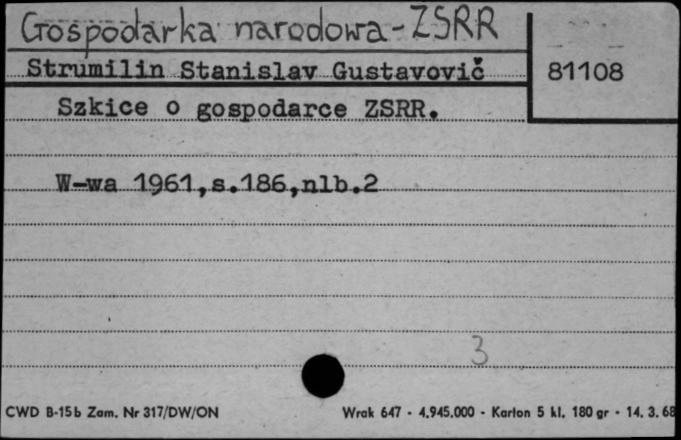 Gospodarka narodowa - ZSRR
Strumilin Stanislav Gustavovič
81108
Szkice o gospodarce ZSRR.
W-wa 1961,s.186,nlb.2
3
CWD B-15b Zam. Nr 317/DW/ON
Wrak 647 - 4.945.000 - Karton 5 kl. 180 gr - 14. 3. 68